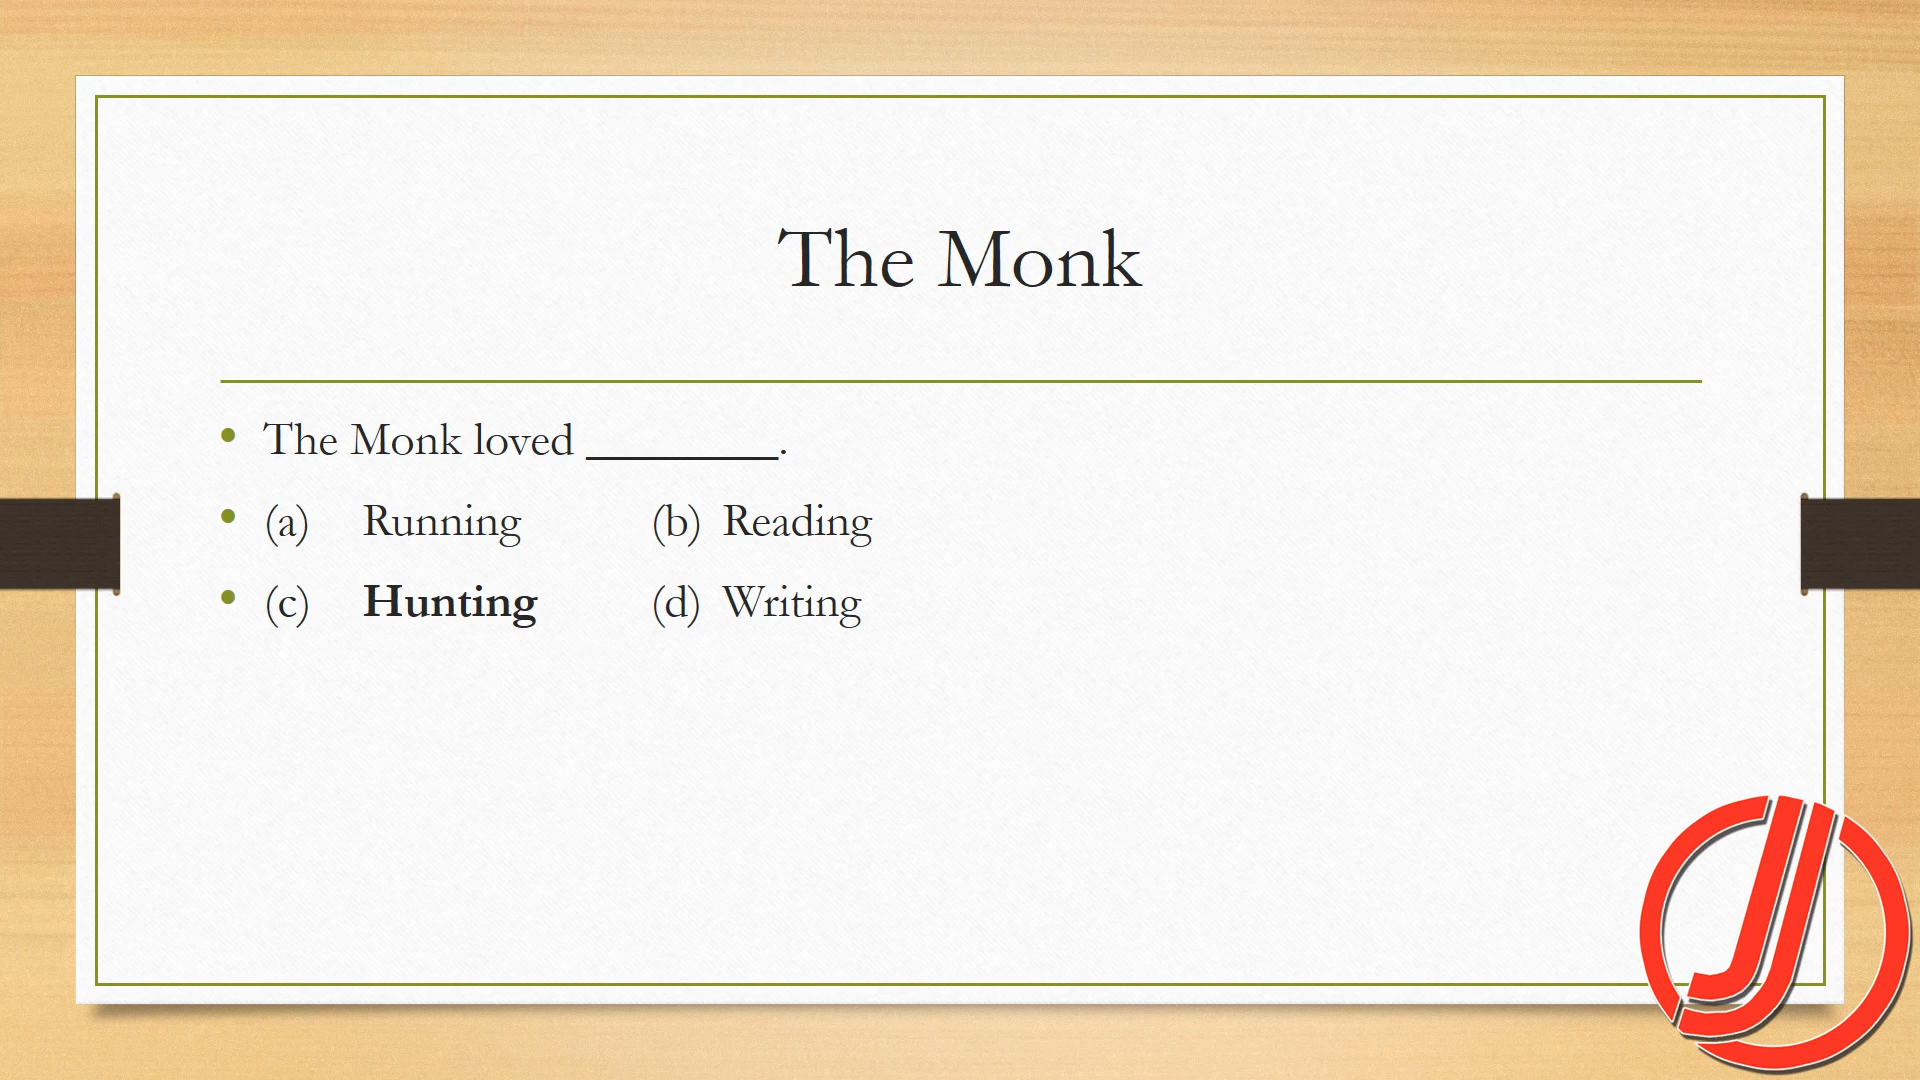 The Monk
• The Monk loved ________.
• (a) Running (b) Reading
• (c) Hunting (d) Writing